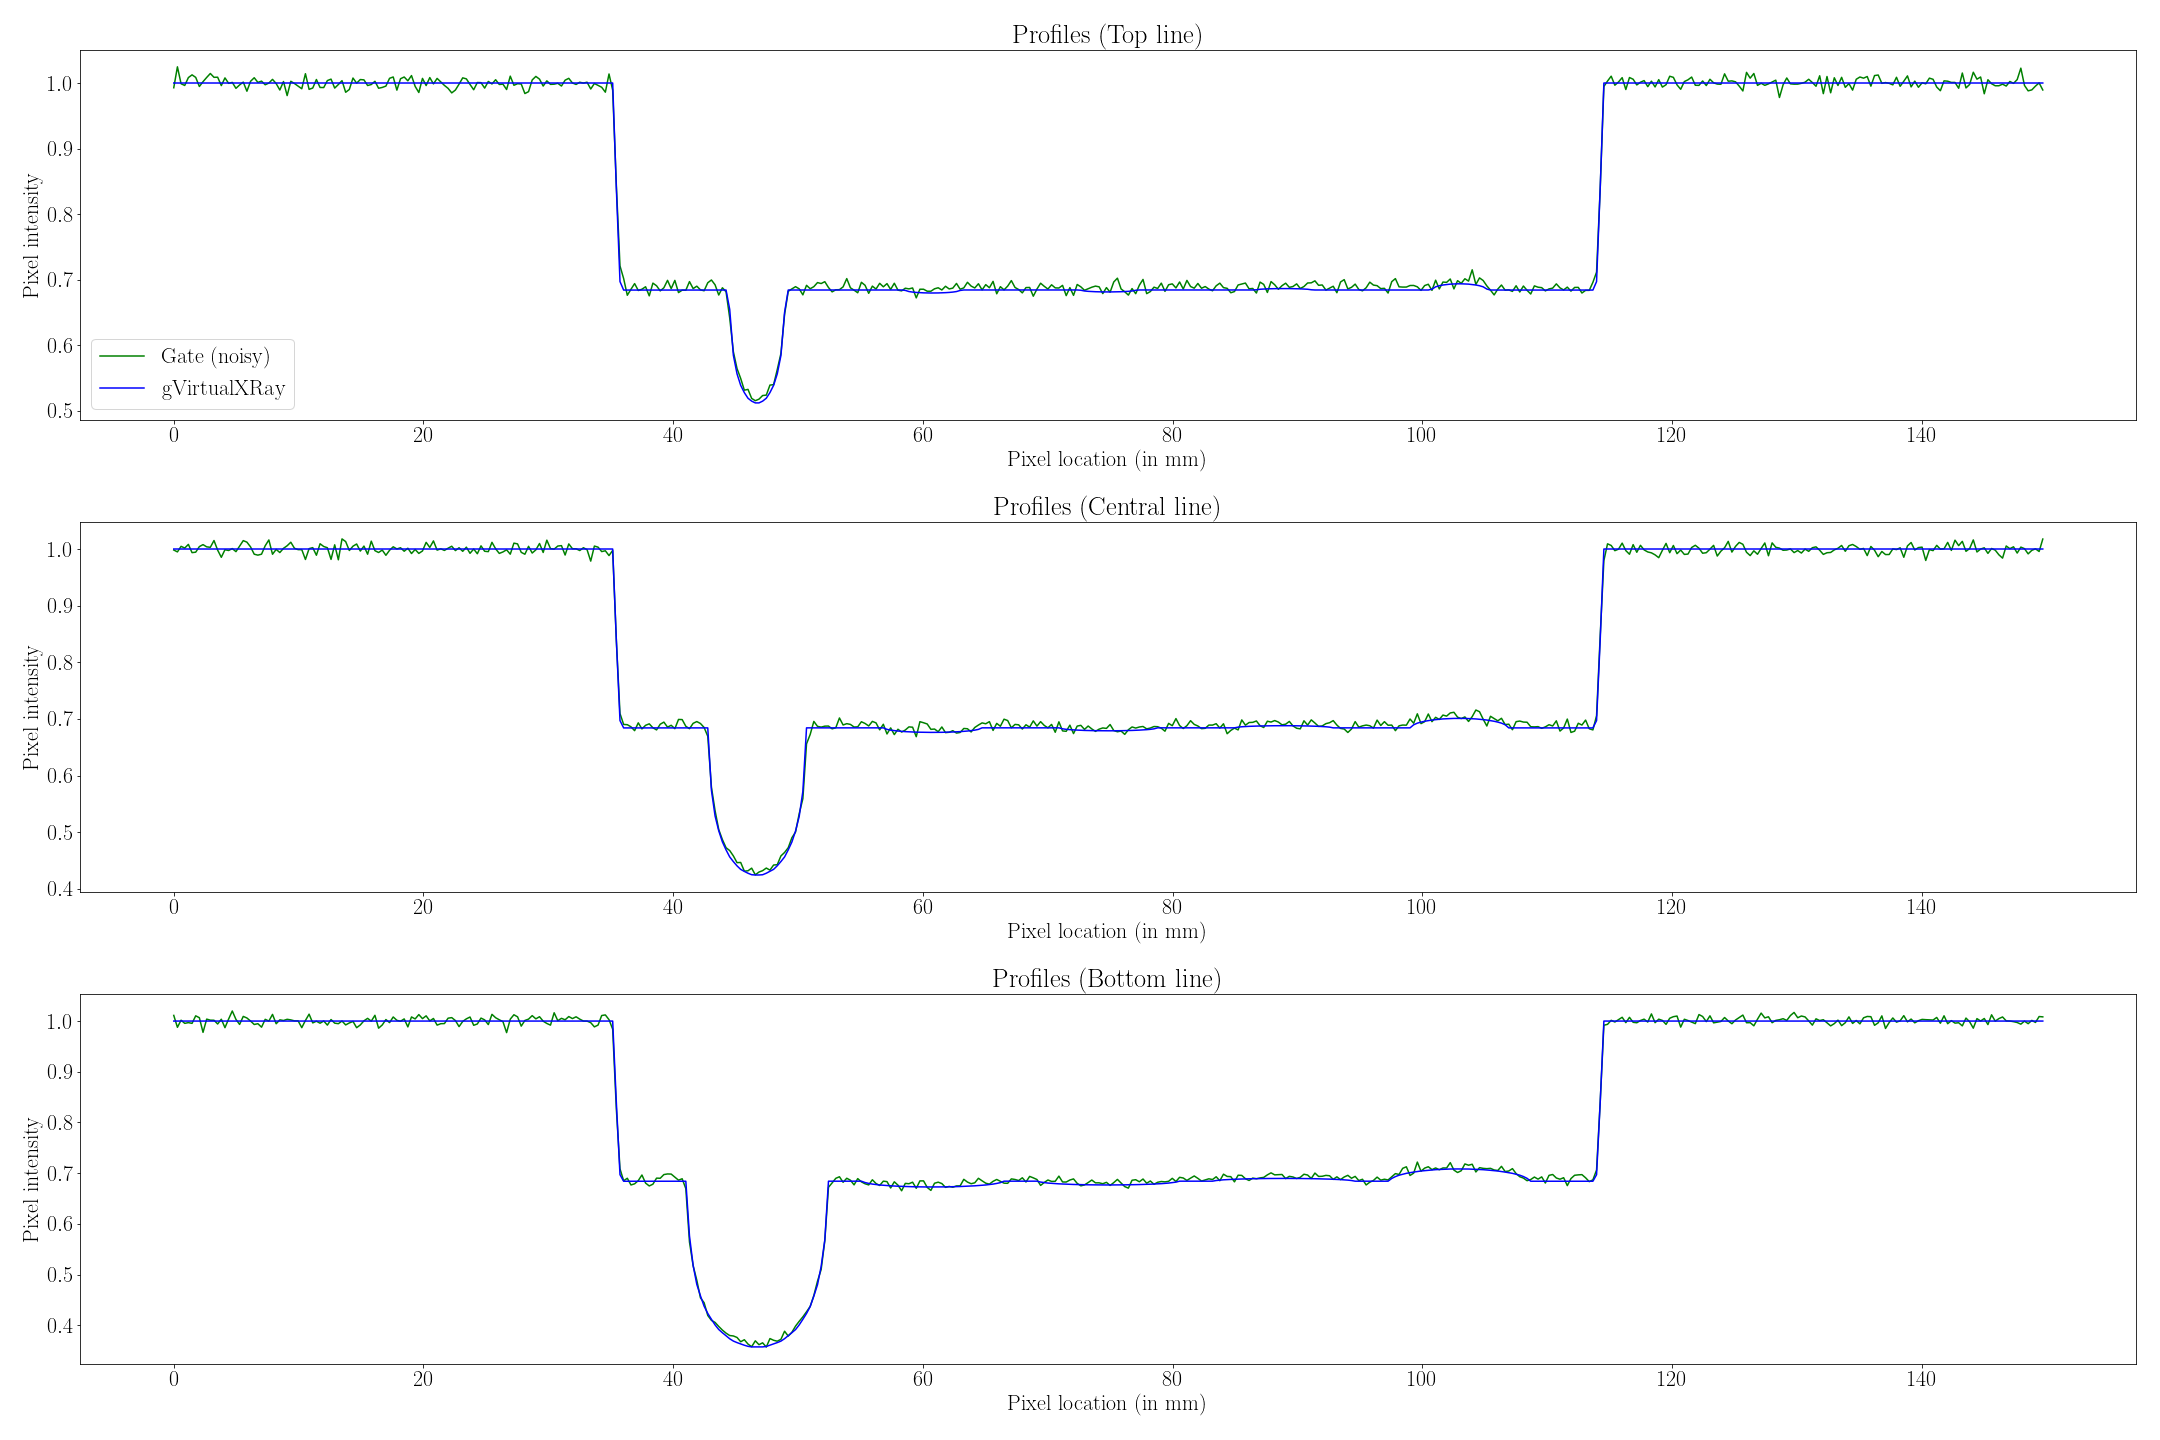 Profiles (Top line)
Pixel intensity
1.0
0.9
0.8
0.7
0.6
0.5
Gate (noisy)
gVirtualXRay
0 20 40 60 80 100 120 140
Pixel location (in mm)
Profiles (Central line)
Pixel intensity
1.0
0.9
0.8
0.7
0.6
0.5
0.4
0 20 40 60 80 100 120 140
Pixel location (in mm)
Profiles (Bottom line)
Pixel intensity
1.0
0.9
0.8
0.7
0.6
0.5
0.4
0 20 40 60 80 100 120 140
Pixel location (in mm)